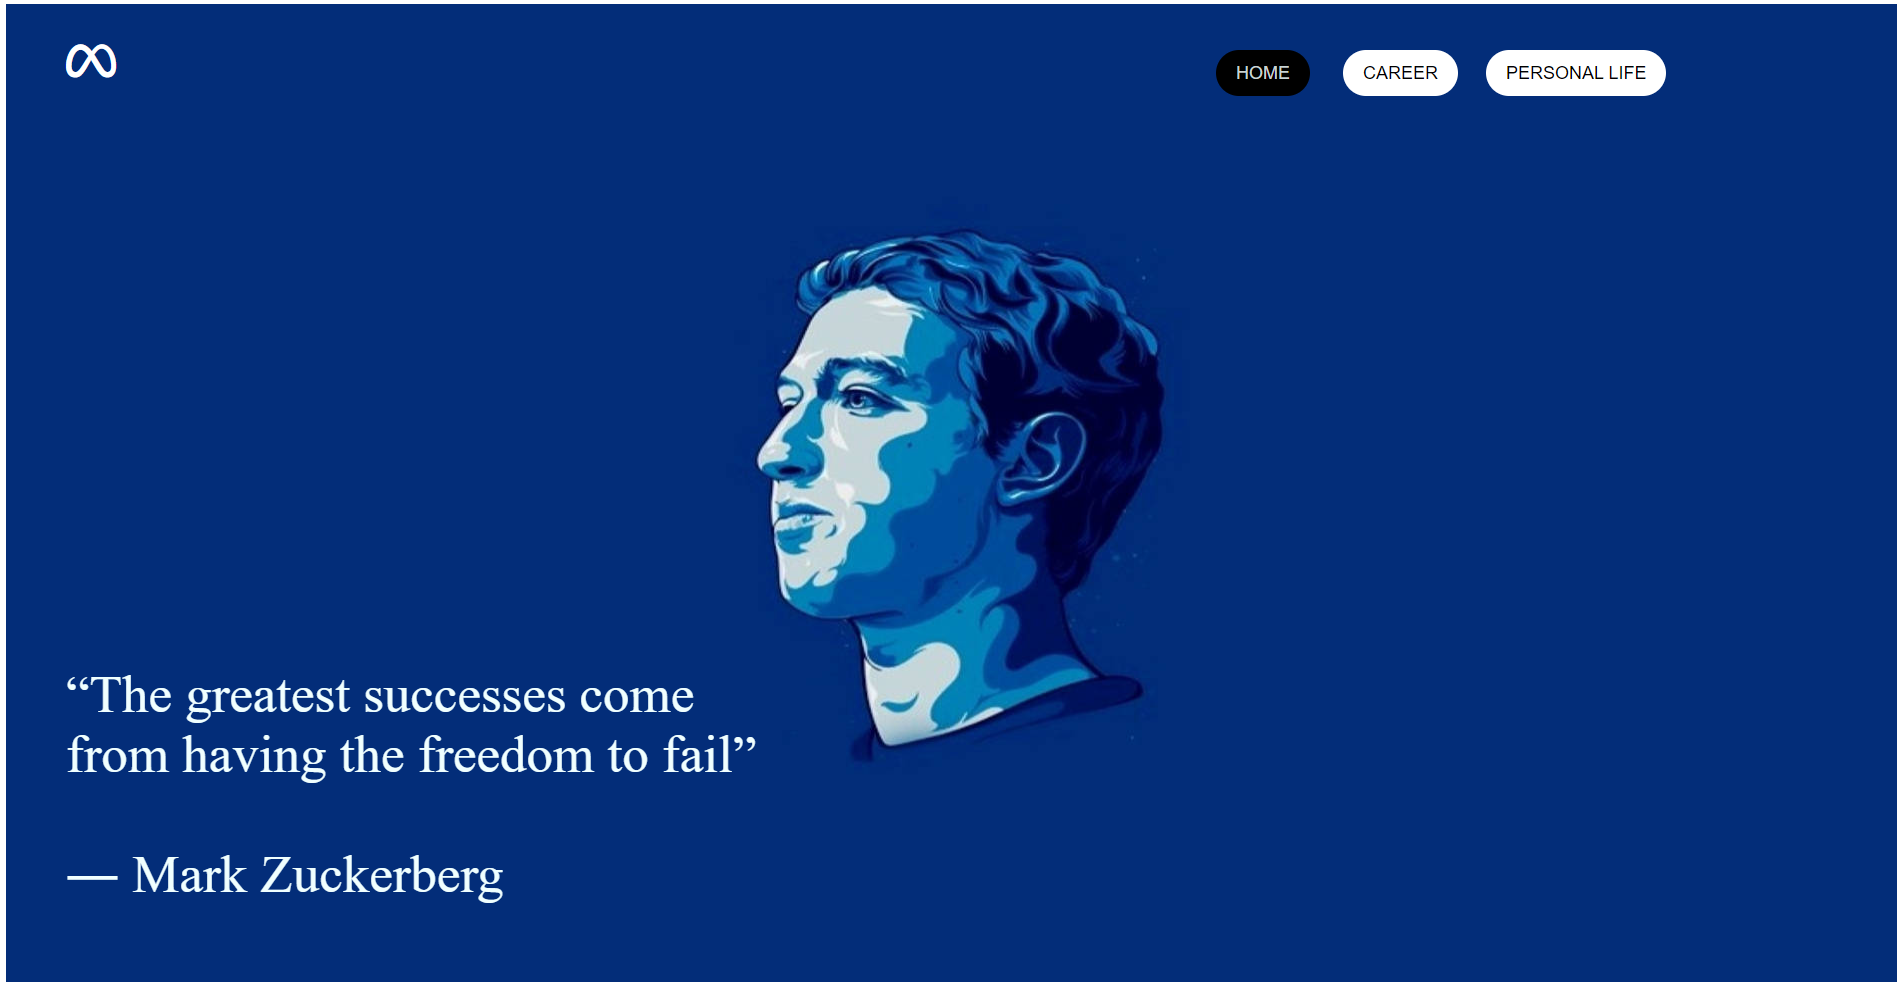 HOME CAREER PERSONAL LIFE
“The greatest successes come
from having the freedom to fail”
— Mark Zuckerberg